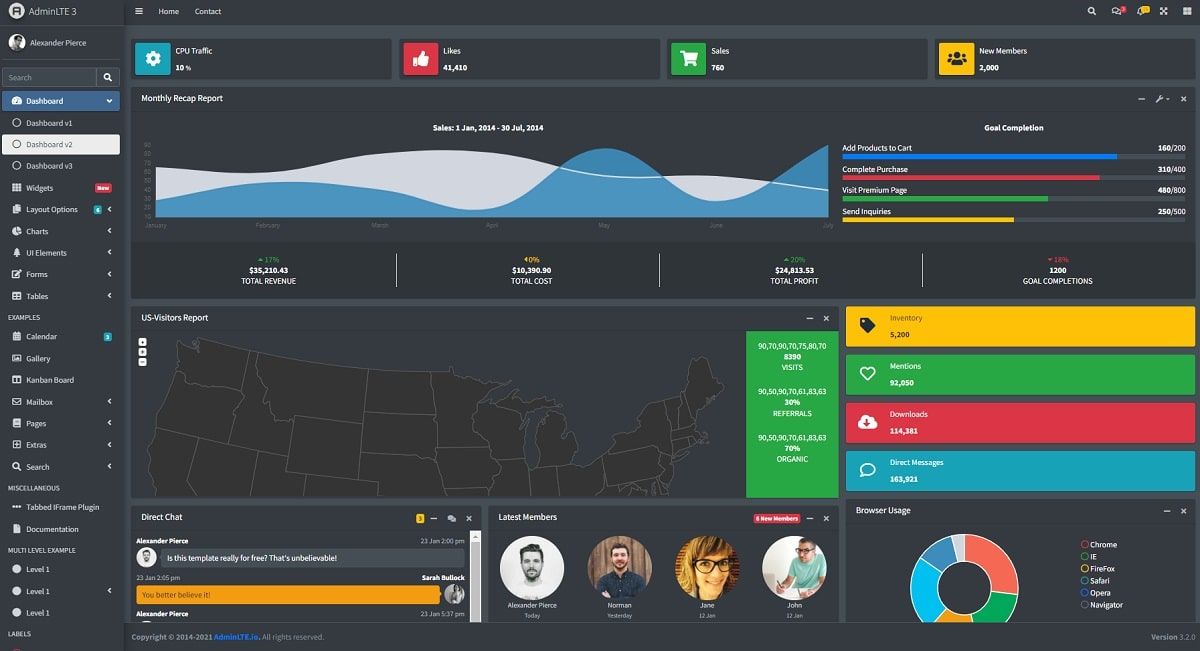 AdminLTE 3
Home
Contact
3
Alexander Pierce
Search
Dashboard
Dashboard v1
Dashboard v2
Dashboard v3
Widgets
New
Layout Options
6
Charts
UI Elements
Forms
Tables
EXAMPLES
Calendar
3
Gallery
Kanban Board
Mailbox
Pages
Extras
Search
MISCELLANEOUS
Tabbed IFrame Plugin
Documentation
MULTI LEVEL EXAMPLE
Level 1
Level 1
Level 1
LABELS
CPU Traffic
10 %
Likes
41,410
Sales
760
New Members
2,000
Monthly Recap Report
Sales: 1 Jan, 2014 - 30 Jul, 2014
90
80
70
60
50
40
30
20
10
January
February
March
April
May
June
July
Goal Completion
Add Products to Cart
160/200
Complete Purchase
310/400
Visit Premium Page
480/800
Send Inquiries
250/500
17%
$35,210.43
TOTAL REVENUE
0%
$10,390.90
TOTAL COST
20%
$24,813.53
TOTAL PROFIT
18%
1200
GOAL COMPLETIONS
US-Visitors Report
90,70,90,70,75,80,70
8390
VISITS
90,50,90,70,61,83,63
30%
REFERRALS
90,50,90,70,61,83,63
70%
ORGANIC
Inventory
5,200
Mentions
92,050
Downloads
114,381
Direct Messages
163,921
Direct Chat
3
Alexander Pierce
23 Jan 2:00 pm
Is this template really for free? That's unbelievable!
23 Jan 2:05 pm
Sarah Bullock
You better believe it!
Alexander Pierce
23 Jan 5:37 pm
Latest Members
8 New Members
Alexander Pierce
Today
Norman
Yesterday
Jane
12 Jan
John
12 Jan
Browser Usage
Chrome
IE
FireFox
Safari
Opera
Navigator
Copyright © 2014-2021 AdminLTE.io. All rights reserved.
Version 3.2.0